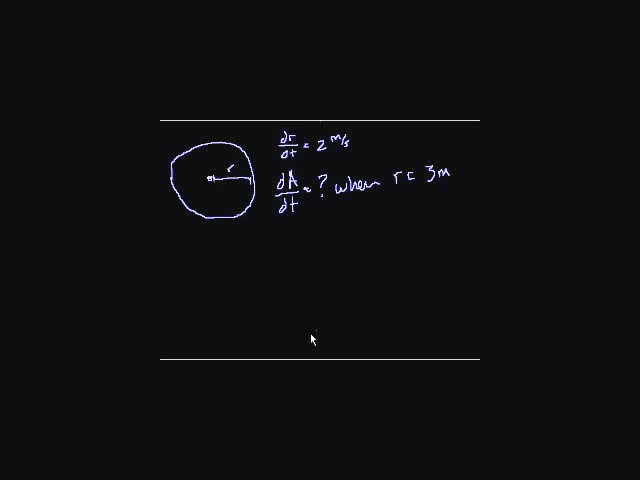 r
dr/dt = 2 m/s
dA/dt = ? when r = 3m